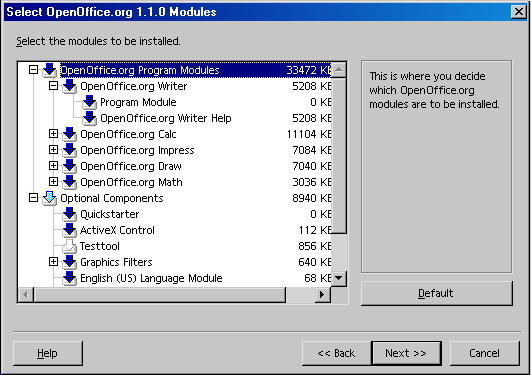 Select OpenOffice.org 1.1.0 Modules
Select the modules to be installed.
OpenOffice.org Program Modules 33472 KB
OpenOffice.org Writer 5208 KB
Program Module 0 KB
OpenOffice.org Writer Help 5208 KB
OpenOffice.org Calc 11104 KB
OpenOffice.org Impress 7084 KB
OpenOffice.org Draw 7040 KB
OpenOffice.org Math 3036 KB
Optional Components 8940 KB
Quickstarter 0 KB
ActiveX Control 112 KB
Testtool 856 KB
Graphics Filters 640 KB
English (US) Language Module 68 KB
This is where you decide
which OpenOffice.org
modules are to be installed.
Default
Help
<< Back
Next >>
Cancel